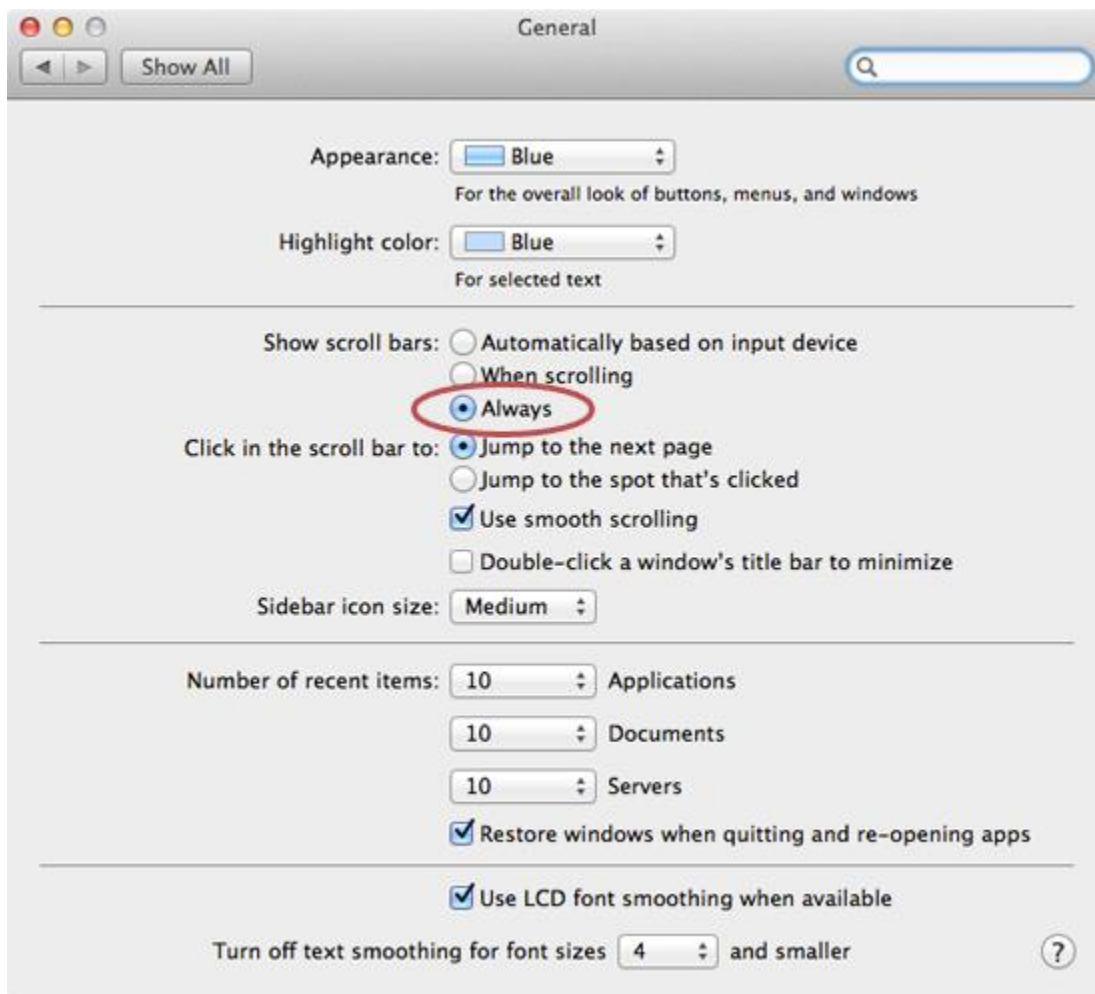 General
Show All
Appearance: Blue
For the overall look of buttons, menus, and windows
Highlight color: Blue
For selected text
Show scroll bars: Automatically based on input device
When scrolling
Always
Click in the scroll bar to: Jump to the next page
Jump to the spot that's clicked
Use smooth scrolling
Double-click a window's title bar to minimize
Sidebar icon size: Medium
Number of recent items: 10 Applications
10 Documents
10 Servers
Restore windows when quitting and re-opening apps
Use LCD font smoothing when available
Turn off text smoothing for font sizes 4 and smaller ?